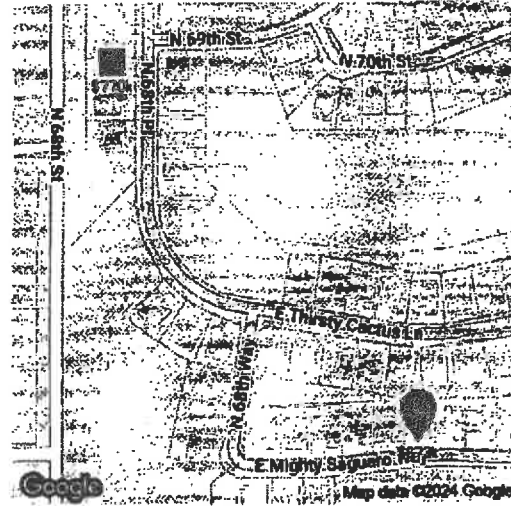 N 69th St
N 70th St
$770k
N 68th Pl
N 68th St
E Thirsty Cactus Ln
N 68th Way
E Mighty Saguaro
Google
Map data ©2024 Google